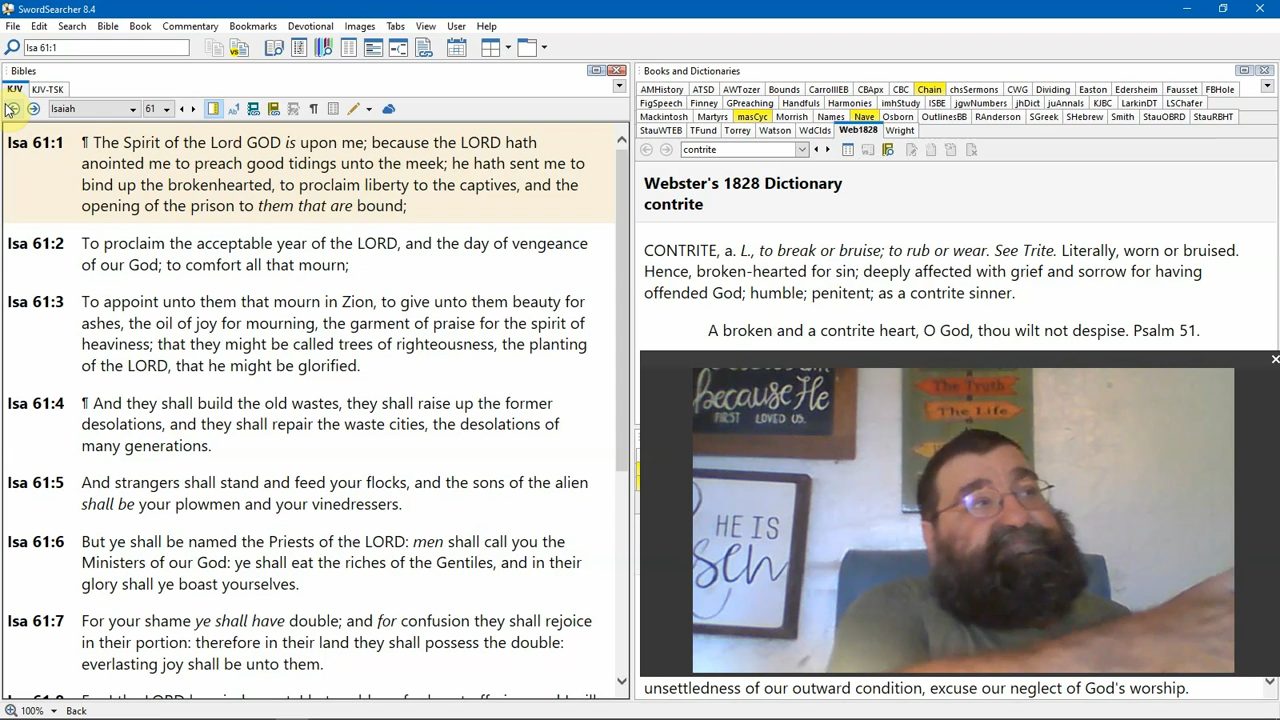 SwordSearcher 8.4
File Edit Search Bible Book Commentary Bookmarks Devotional Images Tabs View User Help
Isa 61:1
Bibles
KJV KJV-TSK
Isaiah 61
Isa 61:1 ¶ The Spirit of the Lord GOD is upon me; because the LORD hath
anointed me to preach good tidings unto the meek; he hath sent me to
bind up the brokenhearted, to proclaim liberty to the captives, and the
opening of the prison to them that are bound;
Isa 61:2 To proclaim the acceptable year of the LORD, and the day of vengeance
of our God; to comfort all that mourn;
Isa 61:3 To appoint unto them that mourn in Zion, to give unto them beauty for
ashes, the oil of joy for mourning, the garment of praise for the spirit of
heaviness; that they might be called trees of righteousness, the planting
of the LORD, that he might be glorified.
Isa 61:4 ¶ And they shall build the old wastes, they shall raise up the former
desolations, and they shall repair the waste cities, the desolations of
many generations.
Isa 61:5 And strangers shall stand and feed your flocks, and the sons of the alien
shall be your plowmen and your vinedressers.
Isa 61:6 But ye shall be named the Priests of the LORD: men shall call you the
Ministers of our God: ye shall eat the riches of the Gentiles, and in their
glory shall ye boast yourselves.
Isa 61:7 For your shame ye shall have double; and for confusion they shall rejoice
in their portion: therefore in their land they shall possess the double:
everlasting joy shall be unto them.
100% Back
Books and Dictionaries
AMHistory ATSD AWTozer Bounds CarrollEB CBApx CBC Chain chsSermons CWG Dividing Easton Edersheim Fausset FBHole
FigSpeech Finney GPreaching Handfuls Harmonies imhStudy ISBE jgwNumbers jhDict juAnnals KJBC LarkinDT LSChafer
Mackintosh Martyrs masCyc Morrish Names Nave Osborn OutlinesBB RAnderson SGreek SHebrew Smith StauOBRD StaurRBHT
StauWTEB TFund Torrey Watson WdClds Web1828 Wright
contrite
Webster's 1828 Dictionary
contrite
CONTRITE, a. L., to break or bruise; to rub or wear. See Trite. Literally, worn or bruised.
Hence, broken-hearted for sin; deeply affected with grief and sorrow for having
offended God; humble; penitent; as a contrite sinner.
A broken and a contrite heart, O God, thou wilt not despise. Psalm 51.
because He
FIRST LOVED US.
The Truth
The Life
HE IS
unsettledness of our outward condition, excuse our neglect of God's worship.